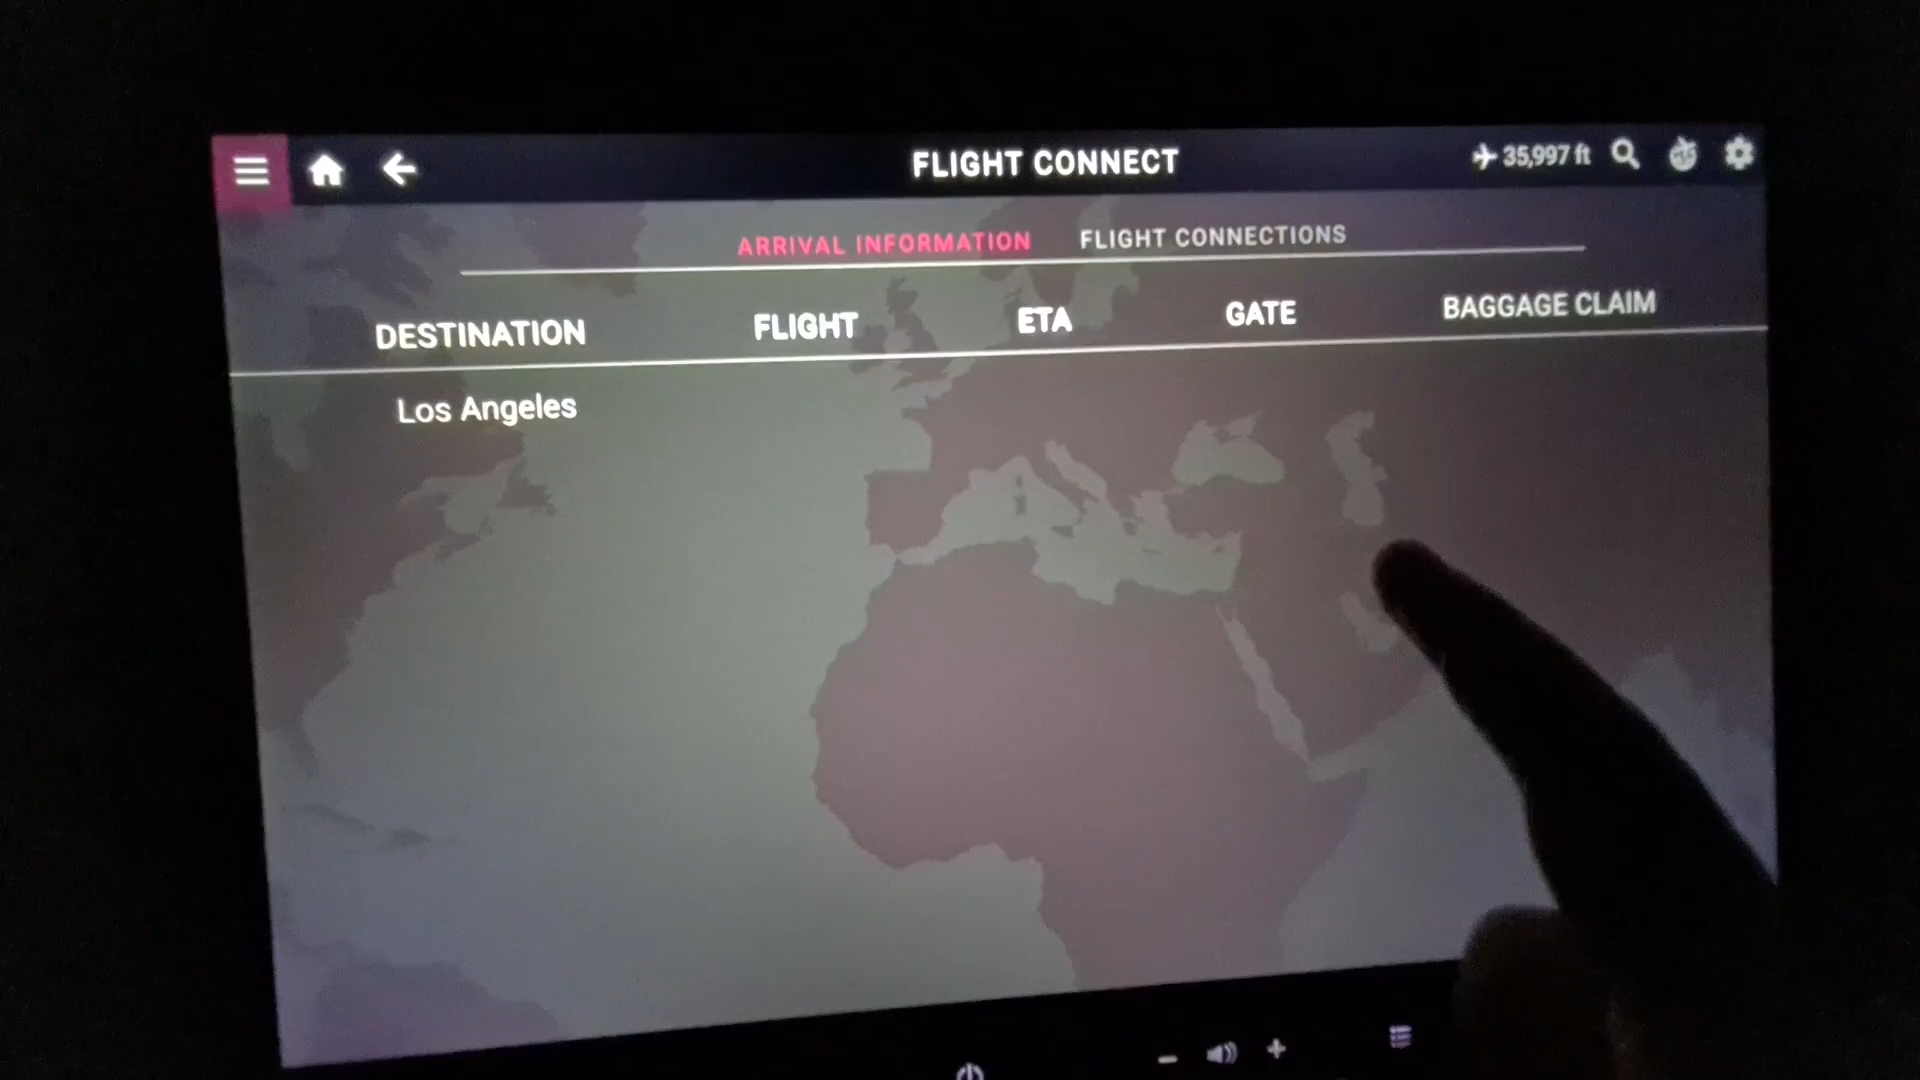 FLIGHT CONNECT
35,997 ft
ARRIVAL INFORMATION FLIGHT CONNECTIONS
DESTINATION FLIGHT ETA GATE BAGGAGE CLAIM
Los Angeles